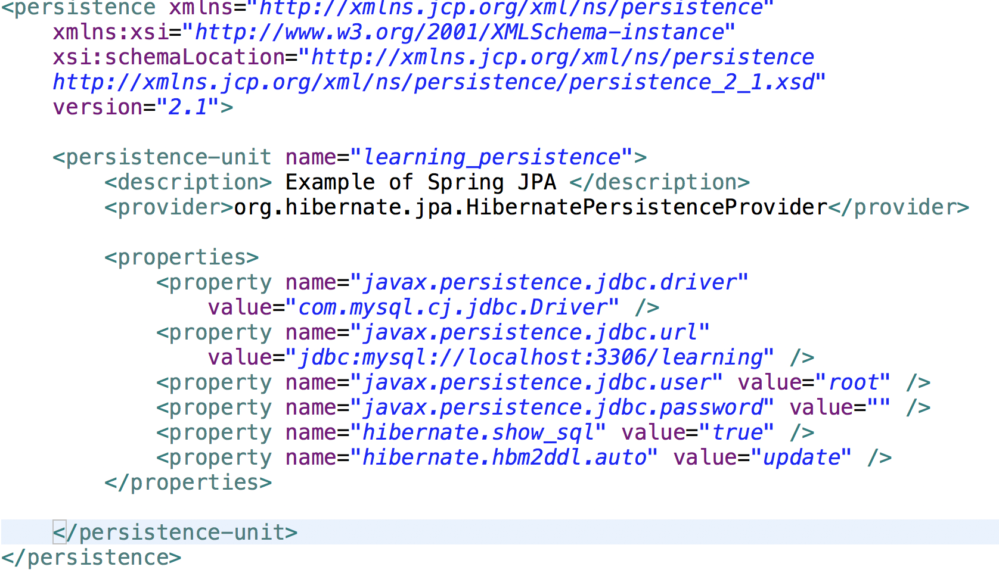 <persistence xmlns="http://xmlns.jcp.org/xml/ns/persistence"
    xmlns:xsi="http://www.w3.org/2001/XMLSchema-instance"
    xsi:schemaLocation="http://xmlns.jcp.org/xml/ns/persistence
    http://xmlns.jcp.org/xml/ns/persistence/persistence_2_1.xsd"
    version="2.1">

    <persistence-unit name="learning_persistence">
        <description> Example of Spring JPA </description>
        <provider>org.hibernate.jpa.HibernatePersistenceProvider</provider>

        <properties>
            <property name="javax.persistence.jdbc.driver"
                value="com.mysql.cj.jdbc.Driver" />
            <property name="javax.persistence.jdbc.url"
                value="jdbc:mysql://localhost:3306/learning" />
            <property name="javax.persistence.jdbc.user" value="root" />
            <property name="javax.persistence.jdbc.password" value="" />
            <property name="hibernate.show_sql" value="true" />
            <property name="hibernate.hbm2ddl.auto" value="update" />
        </properties>

    </persistence-unit>
</persistence>